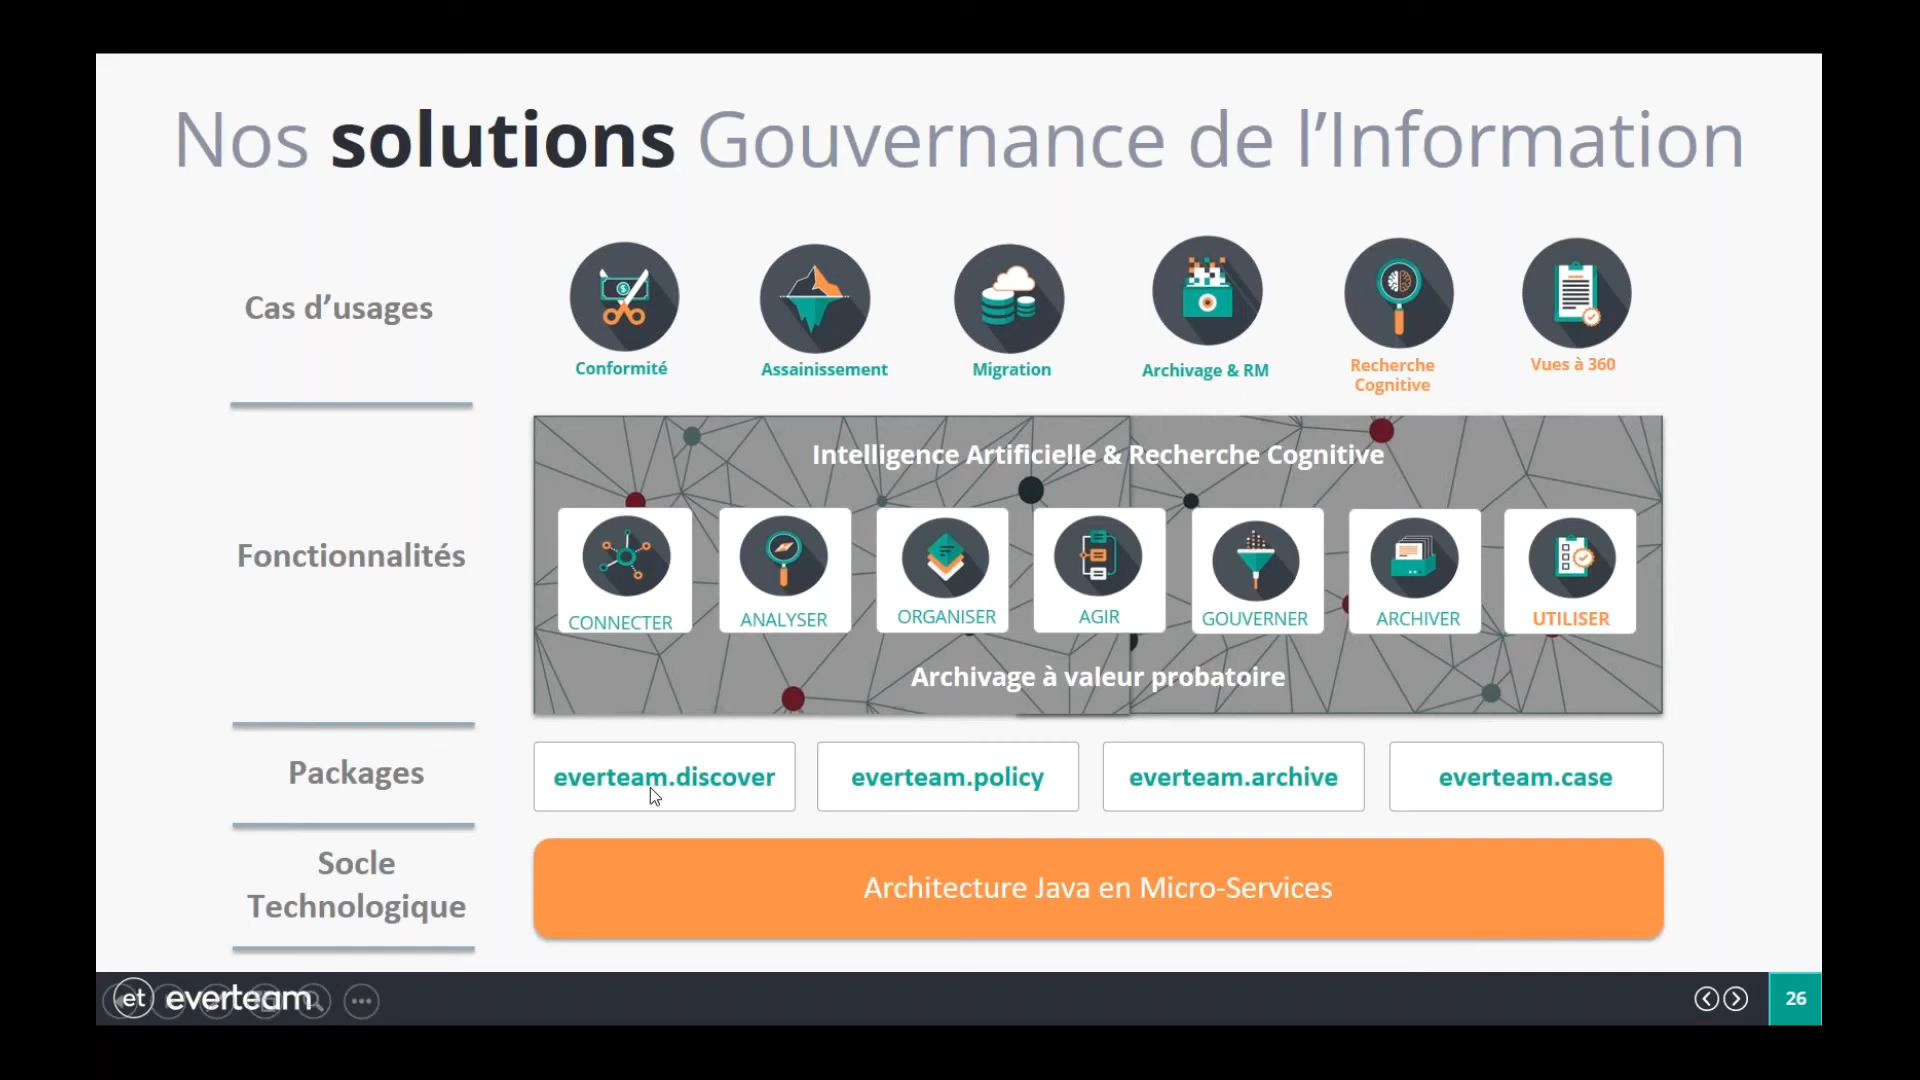 Nos solutions Gouvernance de l’Information
Cas d’usages
Conformité
Assainissement
Migration
Archivage & RM
Recherche
Cognitive
Vues à 360
Fonctionnalités
Intelligence Artificielle & Recherche Cognitive
CONNECTER
ANALYSER
ORGANISER
AGIR
GOUVERNER
ARCHIVER
UTILISER
Archivage à valeur probatoire
Packages
everteam.discover
everteam.policy
everteam.archive
everteam.case
Socle
Technologique
Architecture Java en Micro-Services
et everteam
26